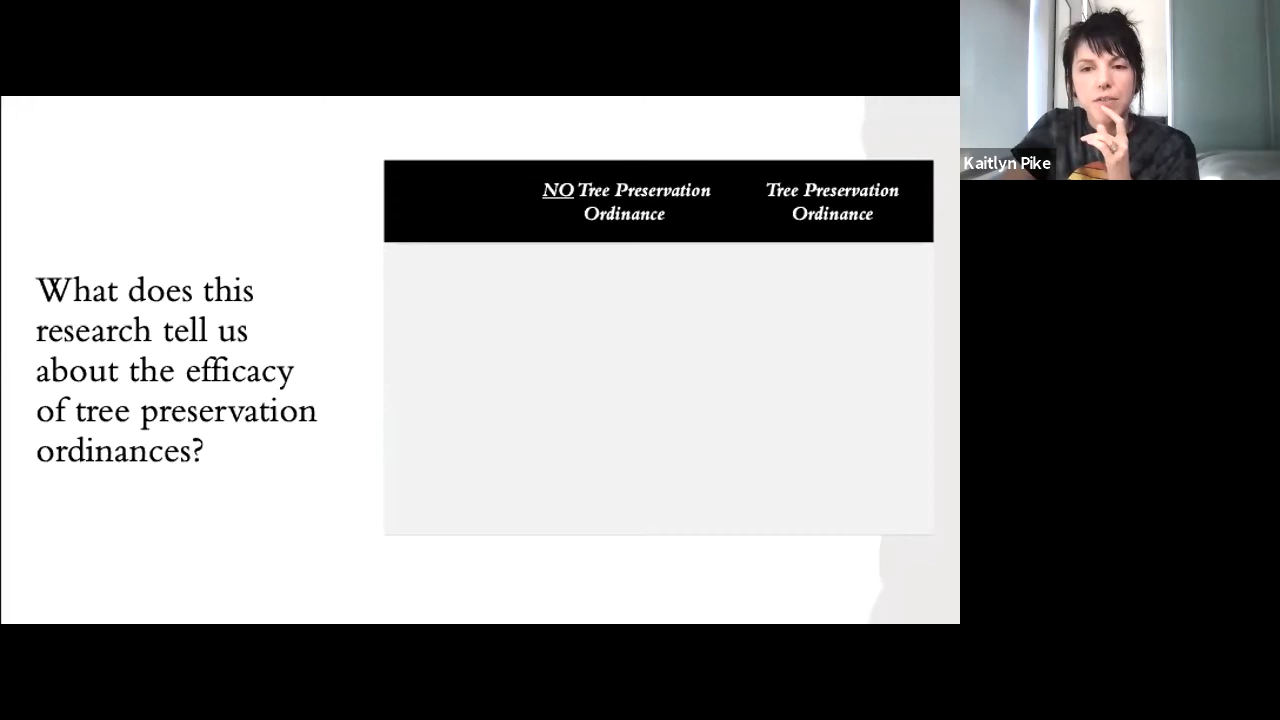 What does this
research tell us
about the efficacy
of tree preservation
ordinances?
NO Tree Preservation
Ordinance
Tree Preservation
Ordinance
Kaitlyn Pike